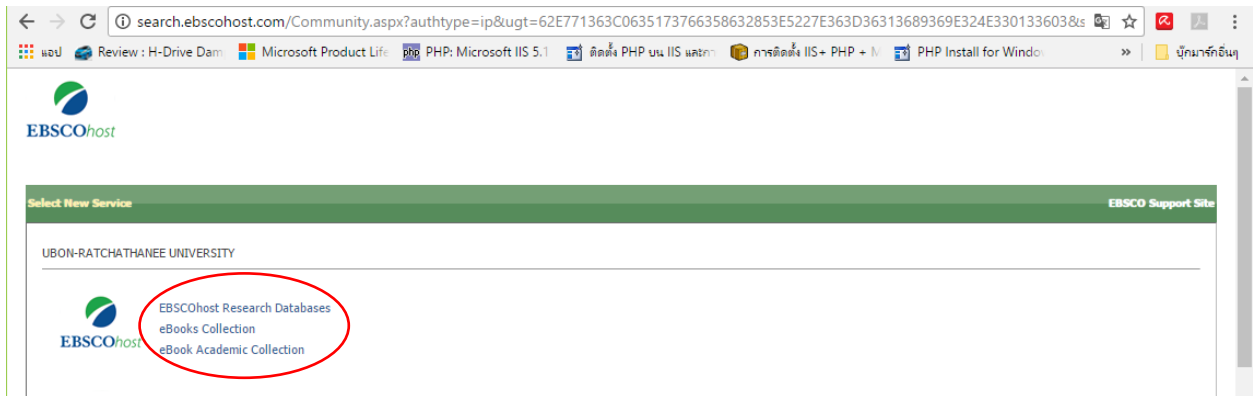 search.ebscohost.com/Community.aspx?authtype=ip&ugt=62E771363C0635173766358632853E5227E363D36313689369E324E330133603&s
แอป Review : H-Drive Dam Microsoft Product Life php PHP: Microsoft IIS 5.1 ติดตั้ง PHP บน IIS และกา การติดตั้ง IIS+ PHP + M PHP Install for Windo » บุ๊กมาร์กอื่นๆ
EBSCOhost
Select New Service EBSCO Support Site
UBON-RATCHATHANEE UNIVERSITY
EBSCOhost Research Databases
eBooks Collection
EBSCOhost eBook Academic Collection